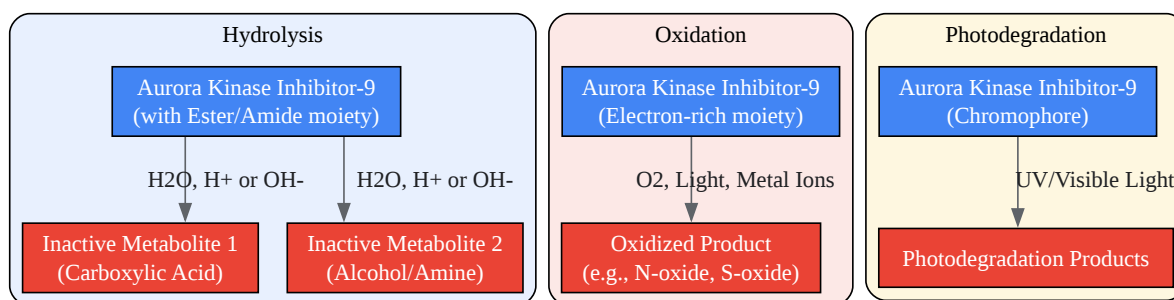 Hydrolysis
Aurora Kinase Inhibitor-9
(with Ester/Amide moiety)
H2O, H+ or OH-
H2O, H+ or OH-
Inactive Metabolite 1
(Carboxylic Acid)
Inactive Metabolite 2
(Alcohol/Amine)
Oxidation
Aurora Kinase Inhibitor-9
(Electron-rich moiety)
O2, Light, Metal Ions
Oxidized Product
(e.g., N-oxide, S-oxide)
Photodegradation
Aurora Kinase Inhibitor-9
(Chromophore)
UV/Visible Light
Photodegradation Products